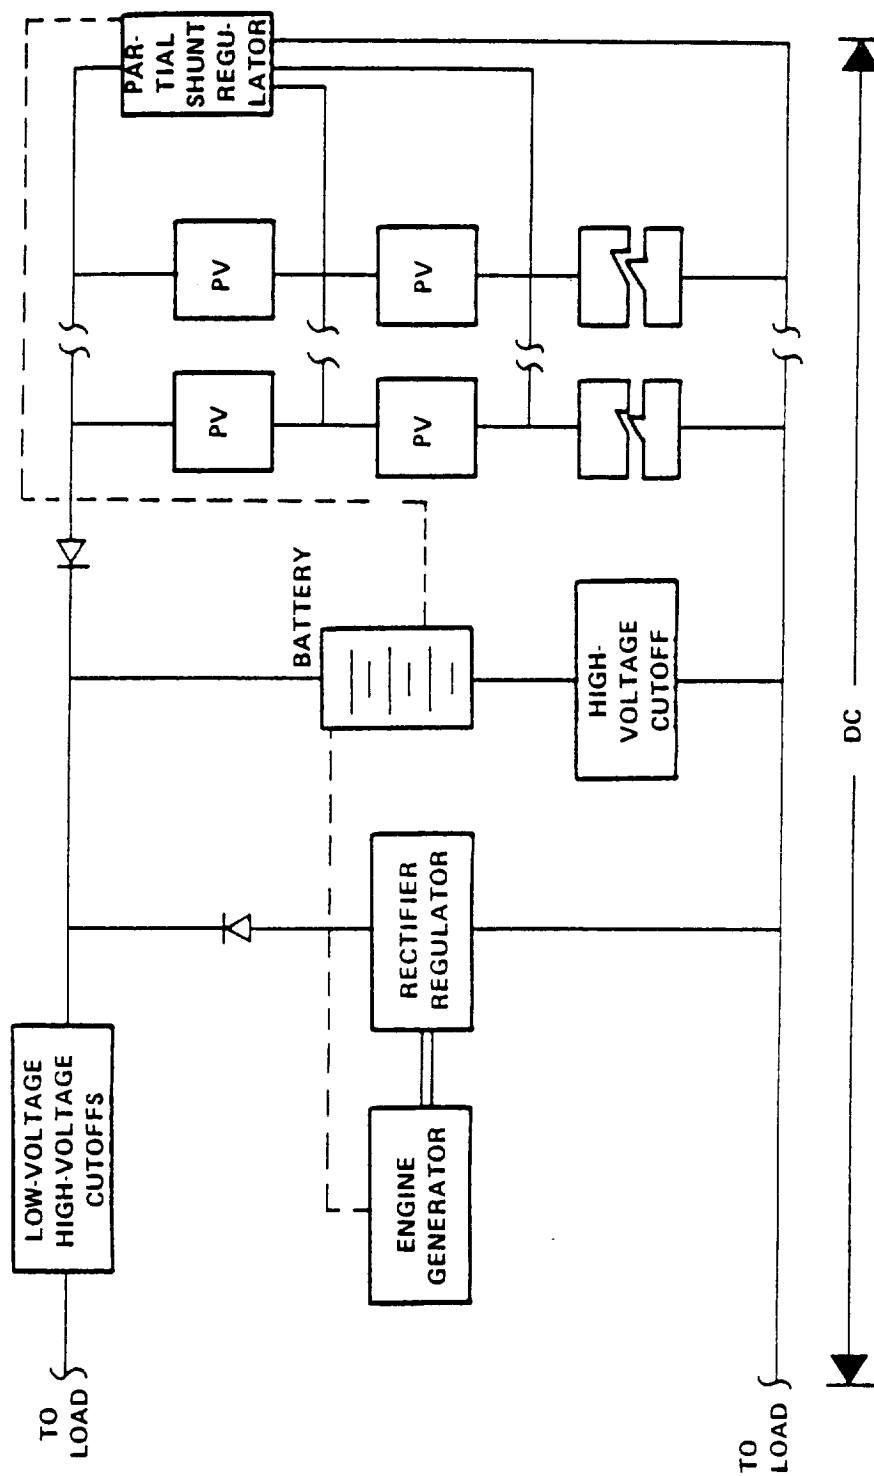 TO
LOAD
LOW-VOLTAGE
HIGH-VOLTAGE
CUTOFFS
ENGINE
GENERATOR
RECTIFIER
REGULATOR
BATTERY
HIGH-
VOLTAGE
CUTOFF
PV
PV
PV
PV
PAR-
TIAL
SHUNT
REGU-
LATOR
TO
LOAD
DC